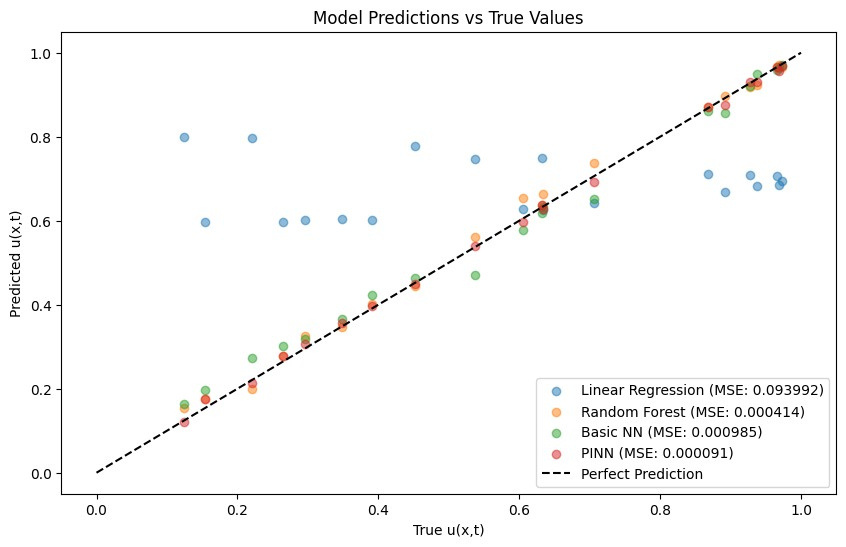 Model Predictions vs True Values
Predicted u(x,t)
1.0
0.8
0.6
0.4
0.2
0.0
Linear Regression (MSE: 0.093992)
Random Forest (MSE: 0.000414)
Basic NN (MSE: 0.000985)
PINN (MSE: 0.000091)
Perfect Prediction
0.0 0.2 0.4 0.6 0.8 1.0
True u(x,t)